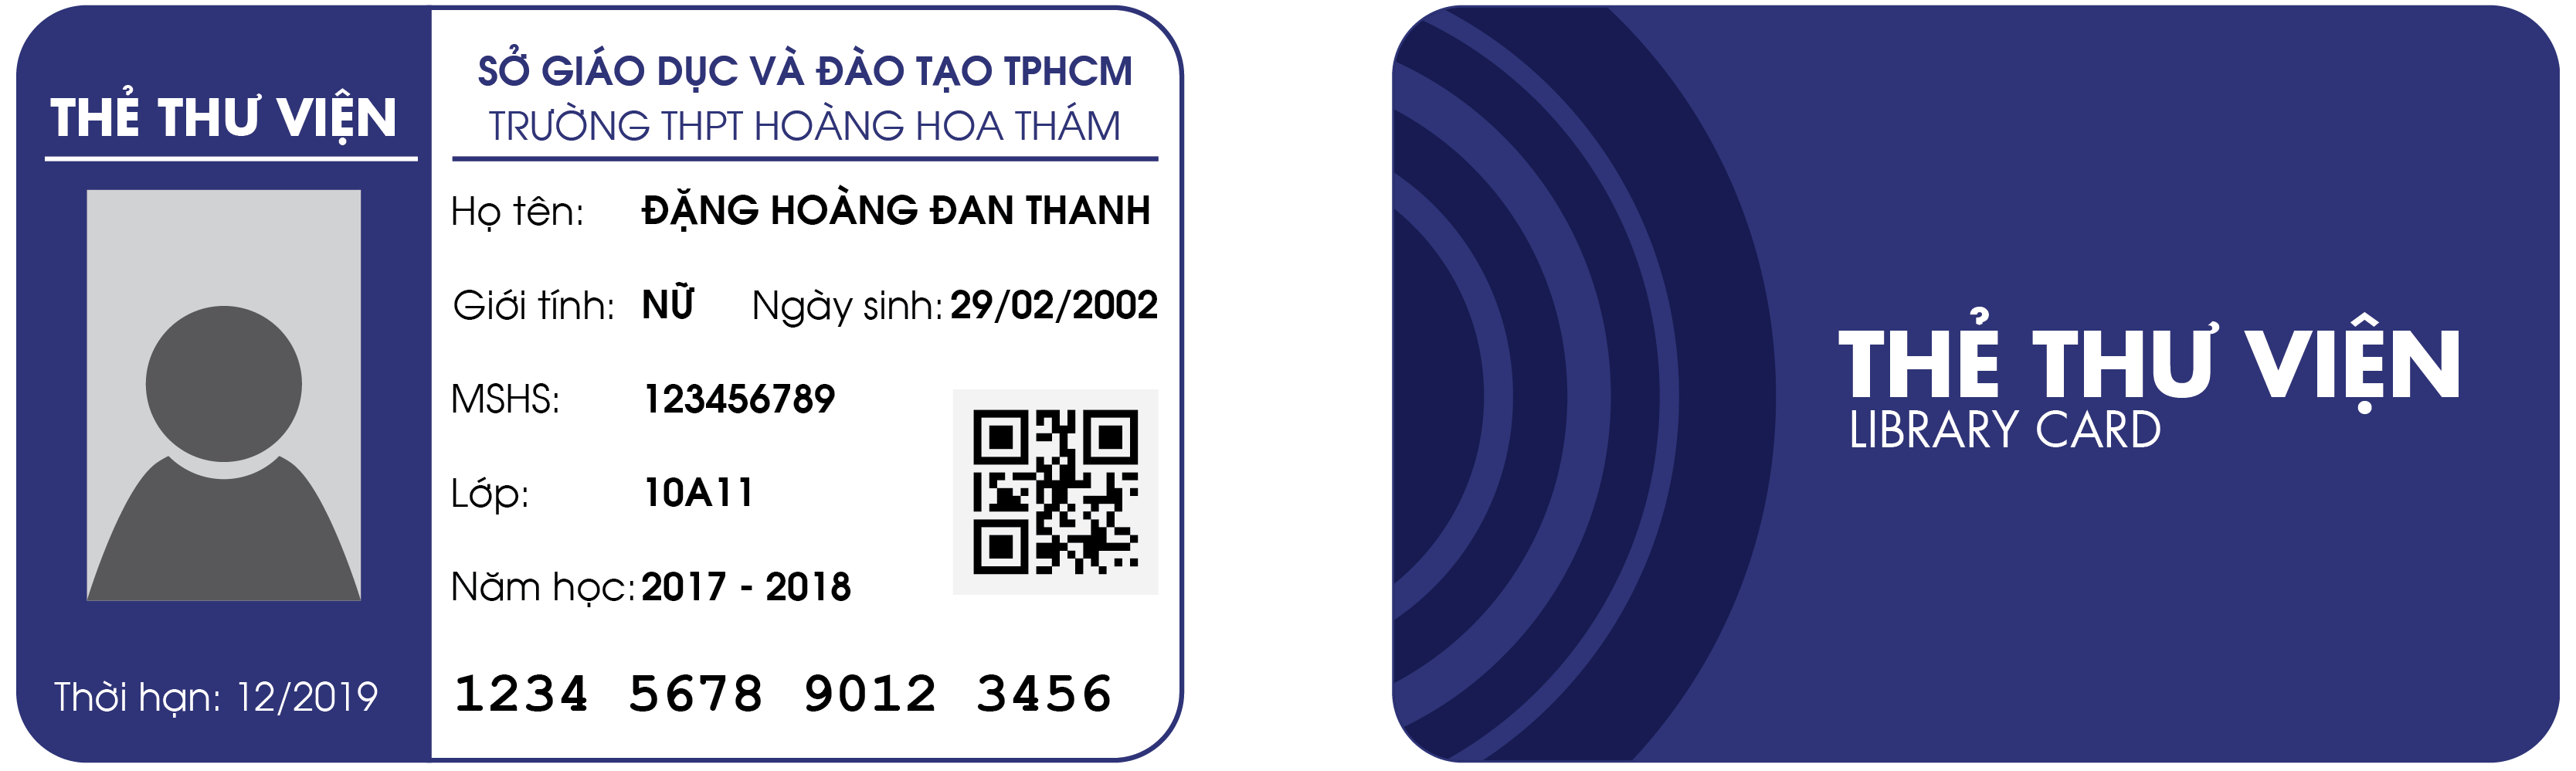 THẺ THƯ VIỆN
Thời hạn: 12/2019
SỞ GIÁO DỤC VÀ ĐÀO TẠO TPHCM
TRƯỜNG THPT HOÀNG HOA THÁM
Họ tên: ĐẶNG HOÀNG ĐAN THANH
Giới tính: NỮ Ngày sinh: 29/02/2002
MSHS: 123456789
Lớp: 10A11
Năm học: 2017 - 2018
1234 5678 9012 3456
THẺ THƯ VIỆN
LIBRARY CARD